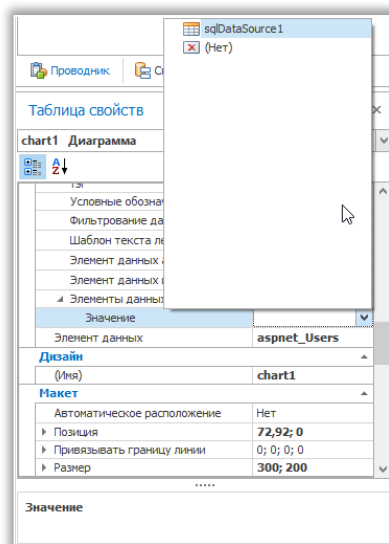 sqlDataSource1
(Нет)
Проводник
Таблица свойств
chart1 Диаграмма
Условные обознач
Фильтрование да
Шаблон текста ле
Элемент данных
Элемент данных
Элементы данны
Значение
Элемент данных aspnet_Users
Дизайн
(Имя) chart1
Макет
Автоматическое расположение Нет
Позиция 72,92; 0
Привязывать границу линии 0; 0; 0; 0
Размер 300; 200
Значение